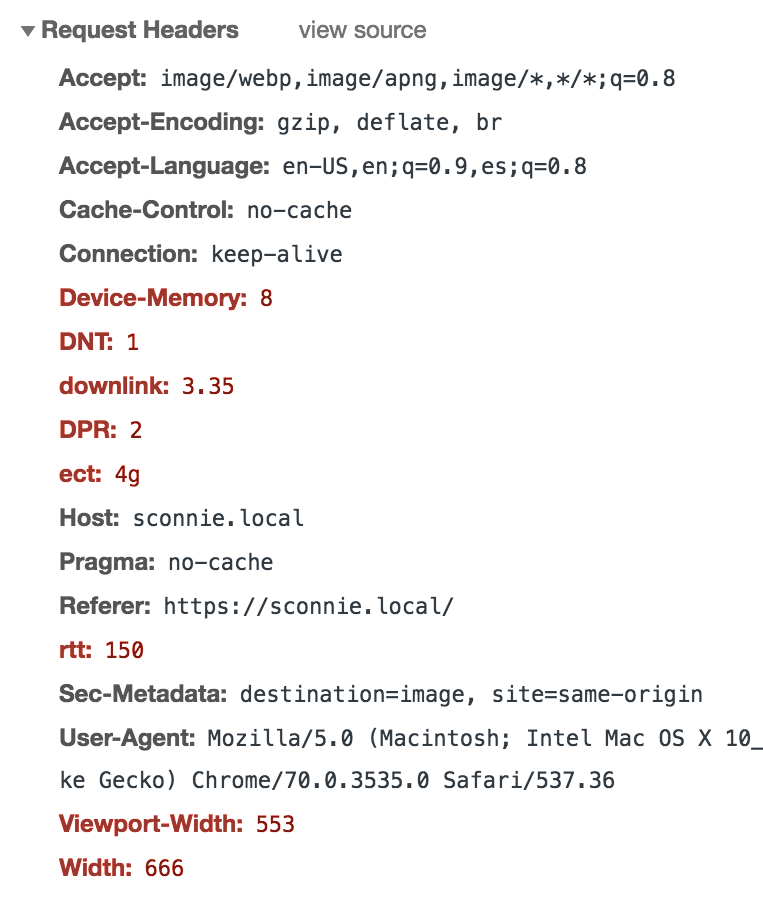 Request Headers view source
Accept: image/webp,image/apng,image/*,*/*;q=0.8
Accept-Encoding: gzip, deflate, br
Accept-Language: en-US,en;q=0.9,es;q=0.8
Cache-Control: no-cache
Connection: keep-alive
Device-Memory: 8
DNT: 1
downlink: 3.35
DPR: 2
ect: 4g
Host: sconnie.local
Pragma: no-cache
Referer: https://sconnie.local/
rtt: 150
Sec-Metadata: destination=image, site=same-origin
User-Agent: Mozilla/5.0 (Macintosh; Intel Mac OS X 10_
ke Gecko) Chrome/70.0.3535.0 Safari/537.36
Viewport-Width: 553
Width: 666